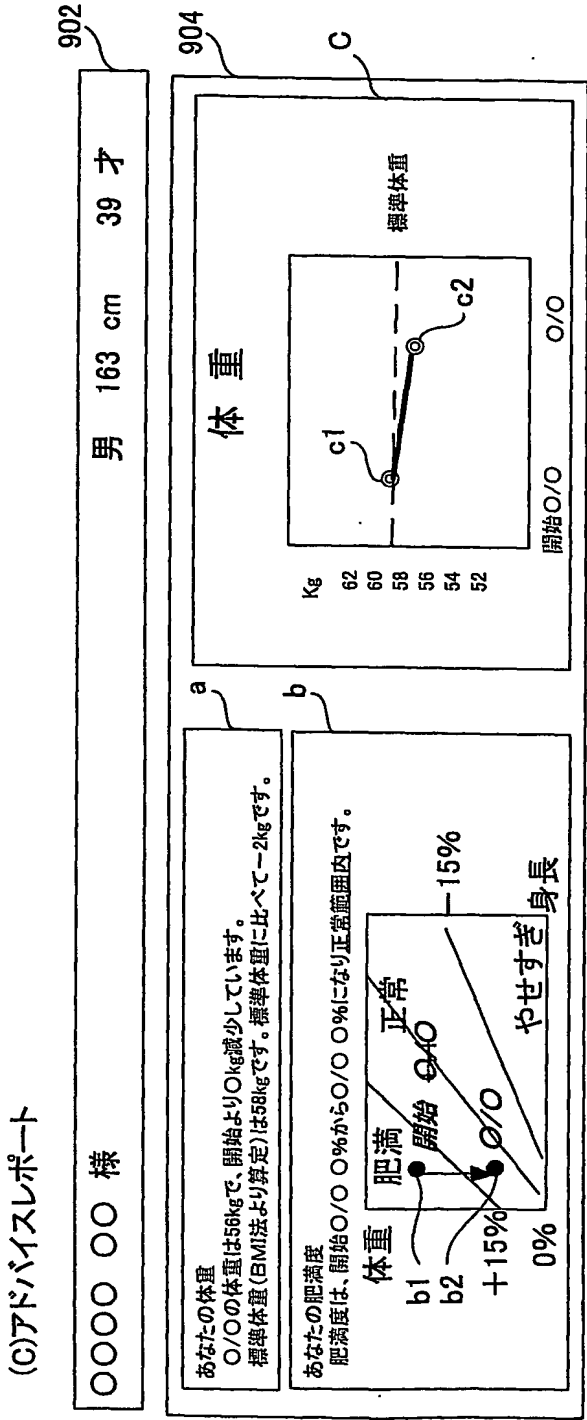 (C)アドバイスレポート
902
○○○○ ○○ 様 男 163 cm 39 才
904
a
あなたの体重
○/○の体重は56kgで、開始より○kg減少しています。
標準体重(BMI法より算定)は58kgです。標準体重に比べて−2kgです。
b
あなたの肥満度
肥満度は、開始○/○ ○%から○/○ ○%になり正常範囲内です。
体重
肥満
正常
開始 ○/○
b1
b2
○/○
+15%
0%
−15%
やせすぎ
身長
C
体 重
Kg
62
60
58
56
54
52
c1
c2
標準体重
開始○/○
○/○